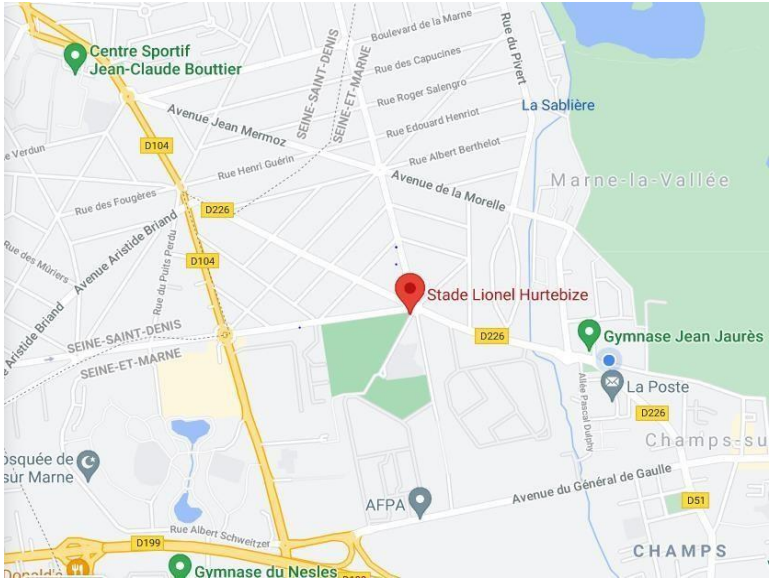 Boulevard de la Marne
Rue du Pivert
Centre Sportif
Jean-Claude Bouttier
SEINE-SAINT-DENIS
SEINE-ET-MARNE
Rue des Capucines
Rue Roger Salengro
La Sablière
Avenue Jean Mermoz
Rue Edouard Henriot
D104
Verdun
Rue Henri Guérin
Rue Albert Berthelot
Marne-la-Vallée
Avenue de la Morelle
Rue des Fougères
D226
Avenue Aristide Briand
Rue des Mûriers
Rue du Puits Perdu
D104
Stade Lionel Hurtebize
Aristide Briand
SEINE-SAINT-DENIS
SEINE-ET-MARNE
D226
Gymnase Jean Jaurès
La Poste
Allée Pascal Dulphy
D226
Champs-su
osquée de
sur Marne
Avenue du Général de Gaulle
AFPA
D51
Rue Albert Schweitzer
D199
CHAMPS
Donald's
Gymnase du Nesles